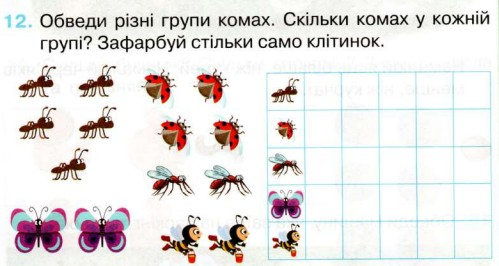 12. Обведи різні групи комах. Скільки комах у кожній
групі? Зафарбуй стільки само клітинок.